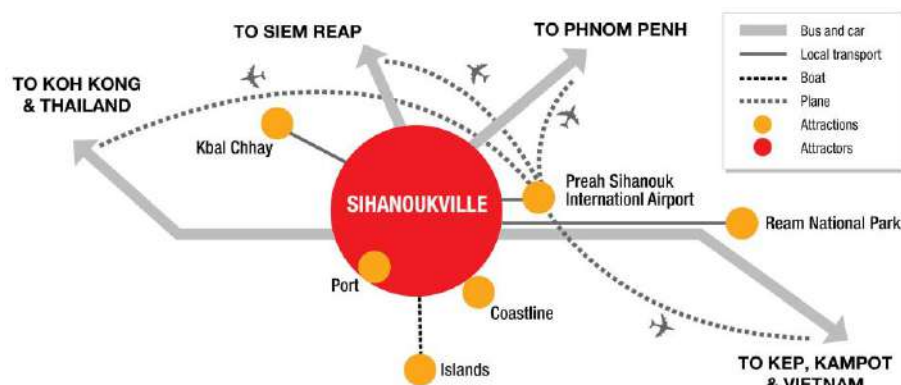 TO SIEM REAP
TO PHNOM PENH
TO KOH KONG
& THAILAND
Kbal Chhay
SIHANOUKVILLE
Preah Sihanouk
Internationl Airport
Ream National Park
Port
Coastline
Islands
TO KEP, KAMPOT
& VIETNAM
Bus and car
Local transport
Boat
Plane
Attractions
Attractors